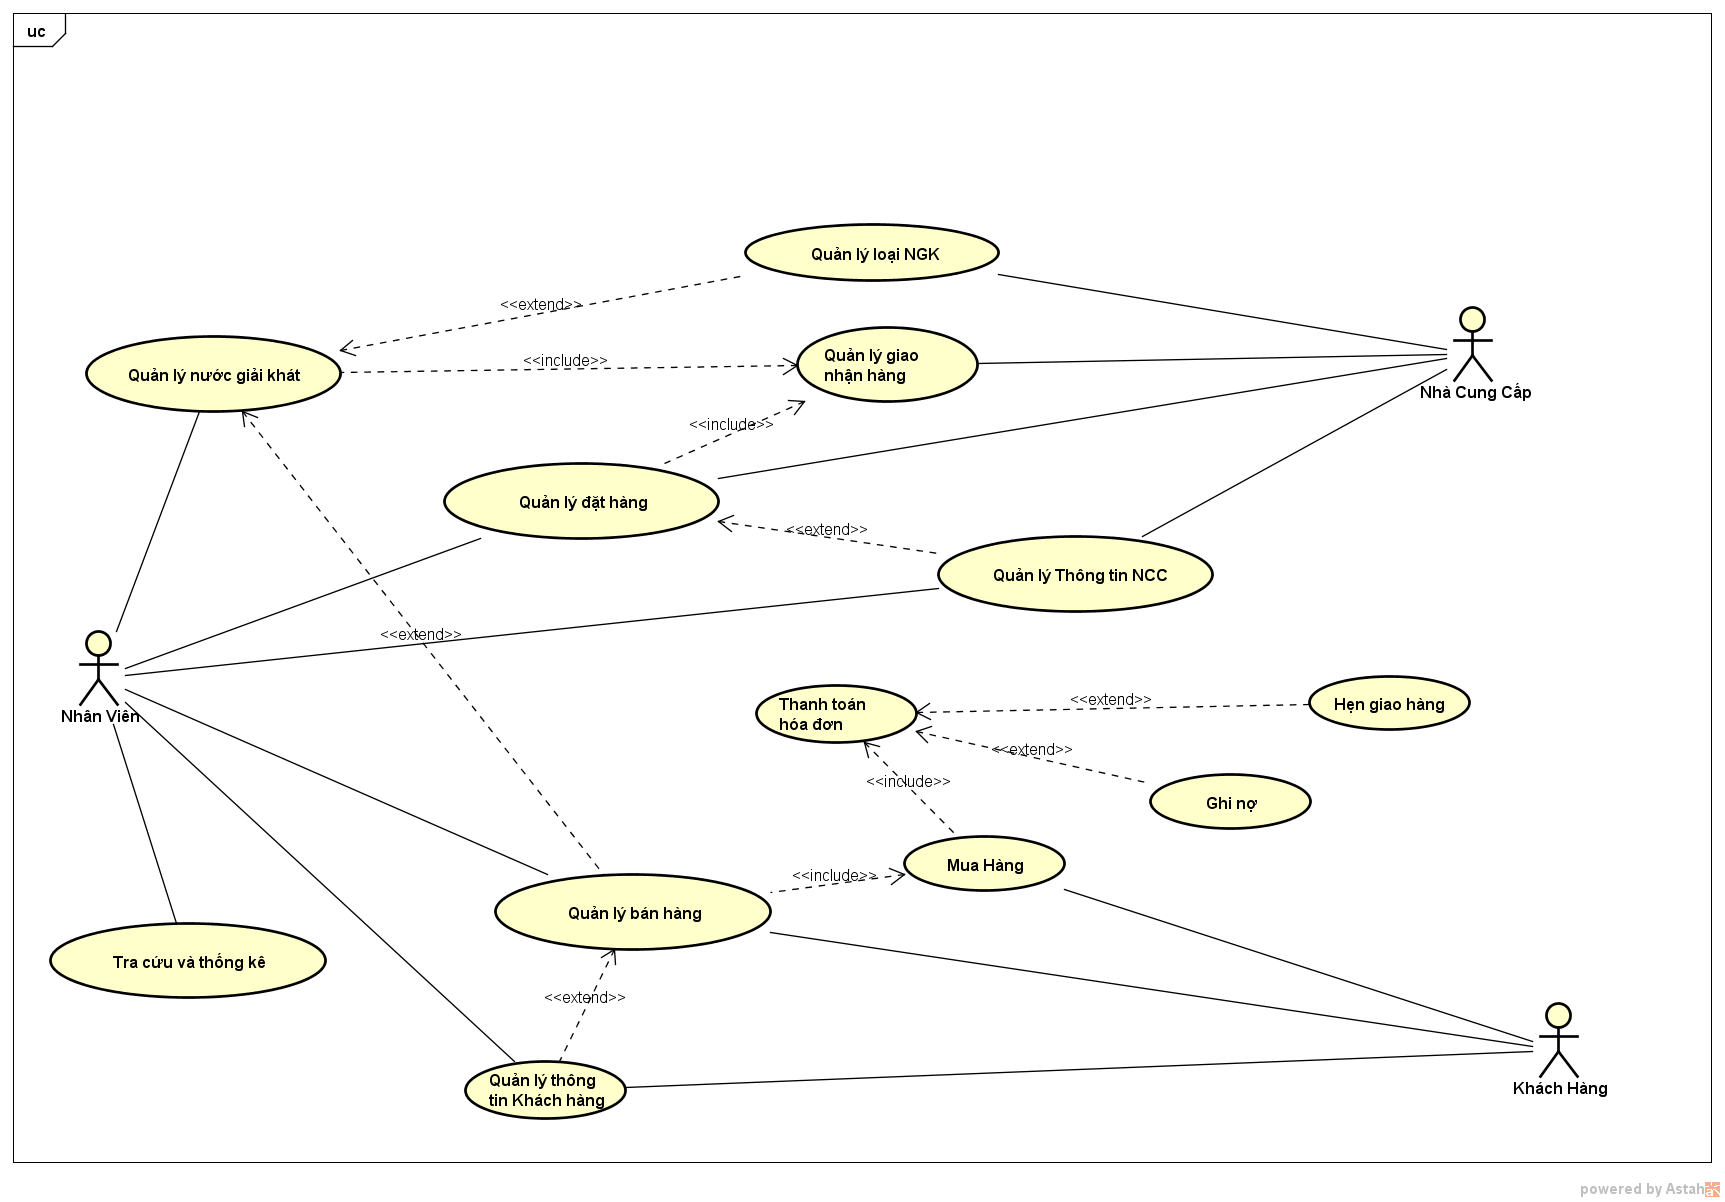 uc
Quản lý loại NGK
<<extend>>
Quản lý nước giải khát
<<include>>
Quản lý giao
nhận hàng
Nhà Cung Cấp
<<include>>
Quản lý đặt hàng
<<extend>>
Quản lý Thông tin NCC
<<extend>>
Nhân Viên
Thanh toán
hóa đơn
<<extend>>
Hẹn giao hàng
<<extend>>
<<include>>
Ghi nợ
Mua Hàng
<<include>>
Quản lý bán hàng
Tra cứu và thống kê
<<extend>>
Quản lý thông
tin Khách hàng
Khách Hàng
powered by Astah